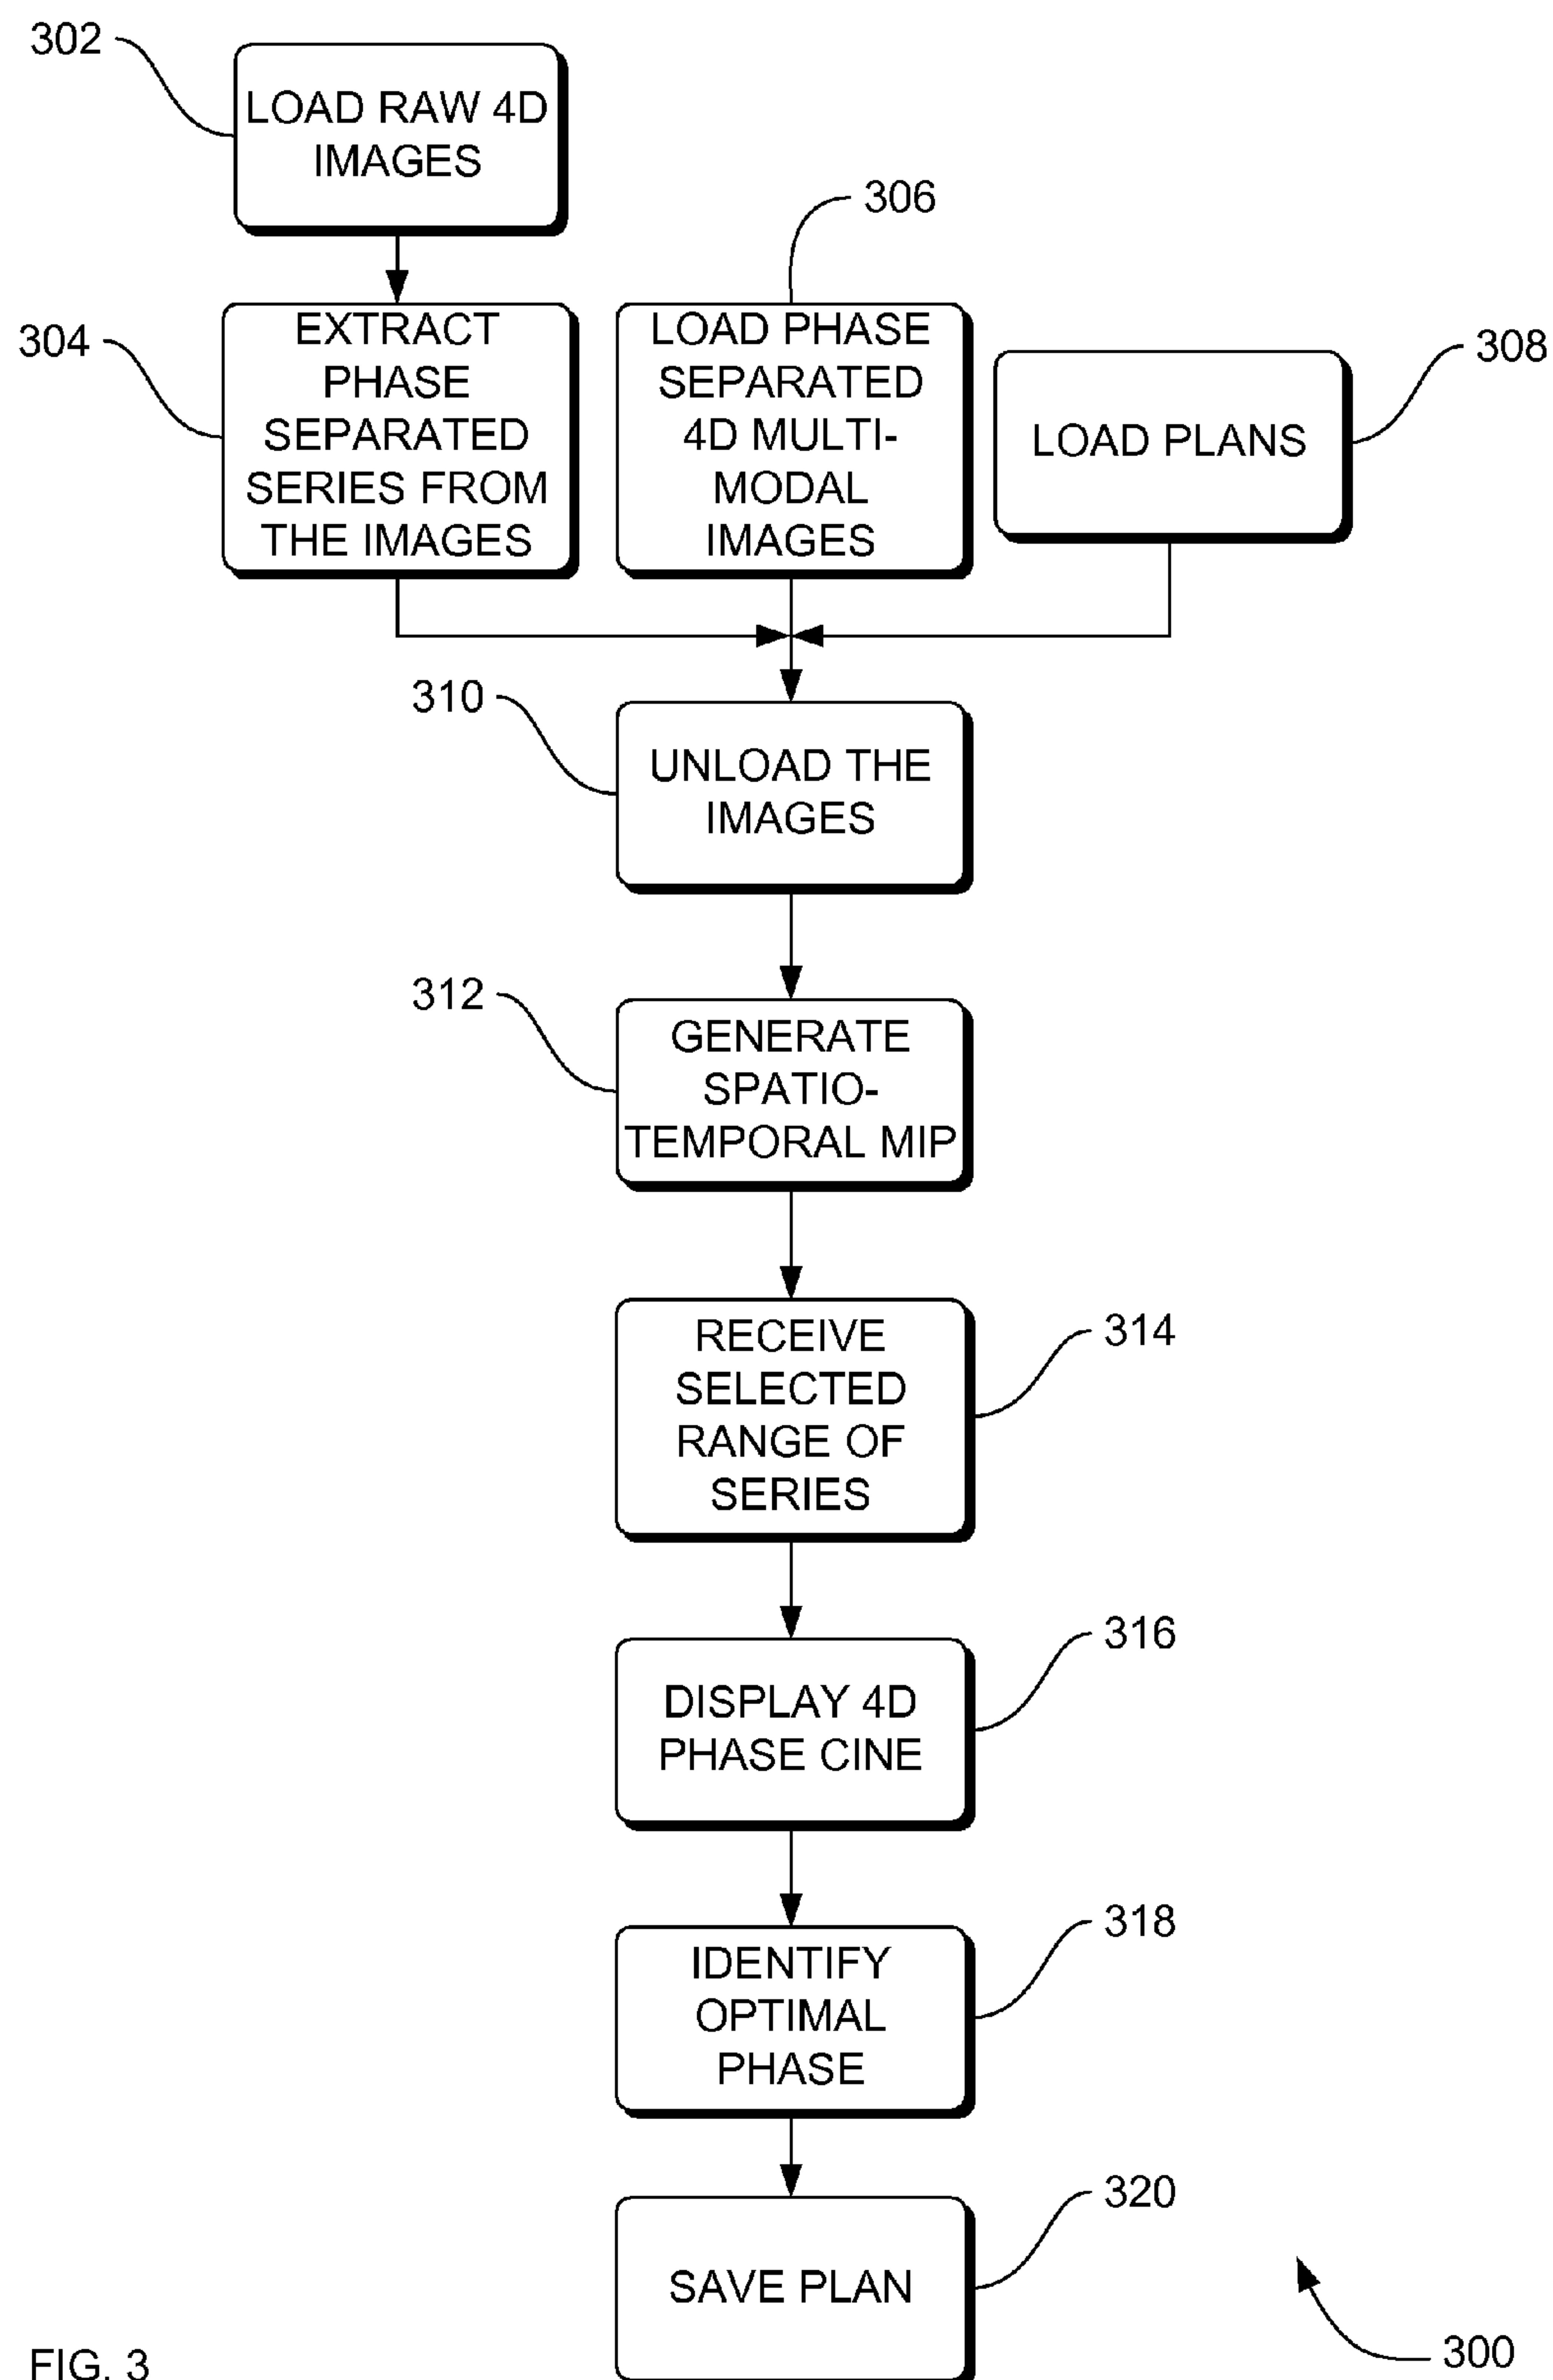 302
LOAD RAW 4D
IMAGES
304
EXTRACT
PHASE
SEPARATED
SERIES FROM
THE IMAGES
306
LOAD PHASE
SEPARATED
4D MULTI-
MODAL
IMAGES
308
LOAD PLANS
310
UNLOAD THE
IMAGES
312
GENERATE
SPATIO-
TEMPORAL MIP
314
RECEIVE
SELECTED
RANGE OF
SERIES
316
DISPLAY 4D
PHASE CINE
318
IDENTIFY
OPTIMAL
PHASE
320
SAVE PLAN
300
FIG. 3